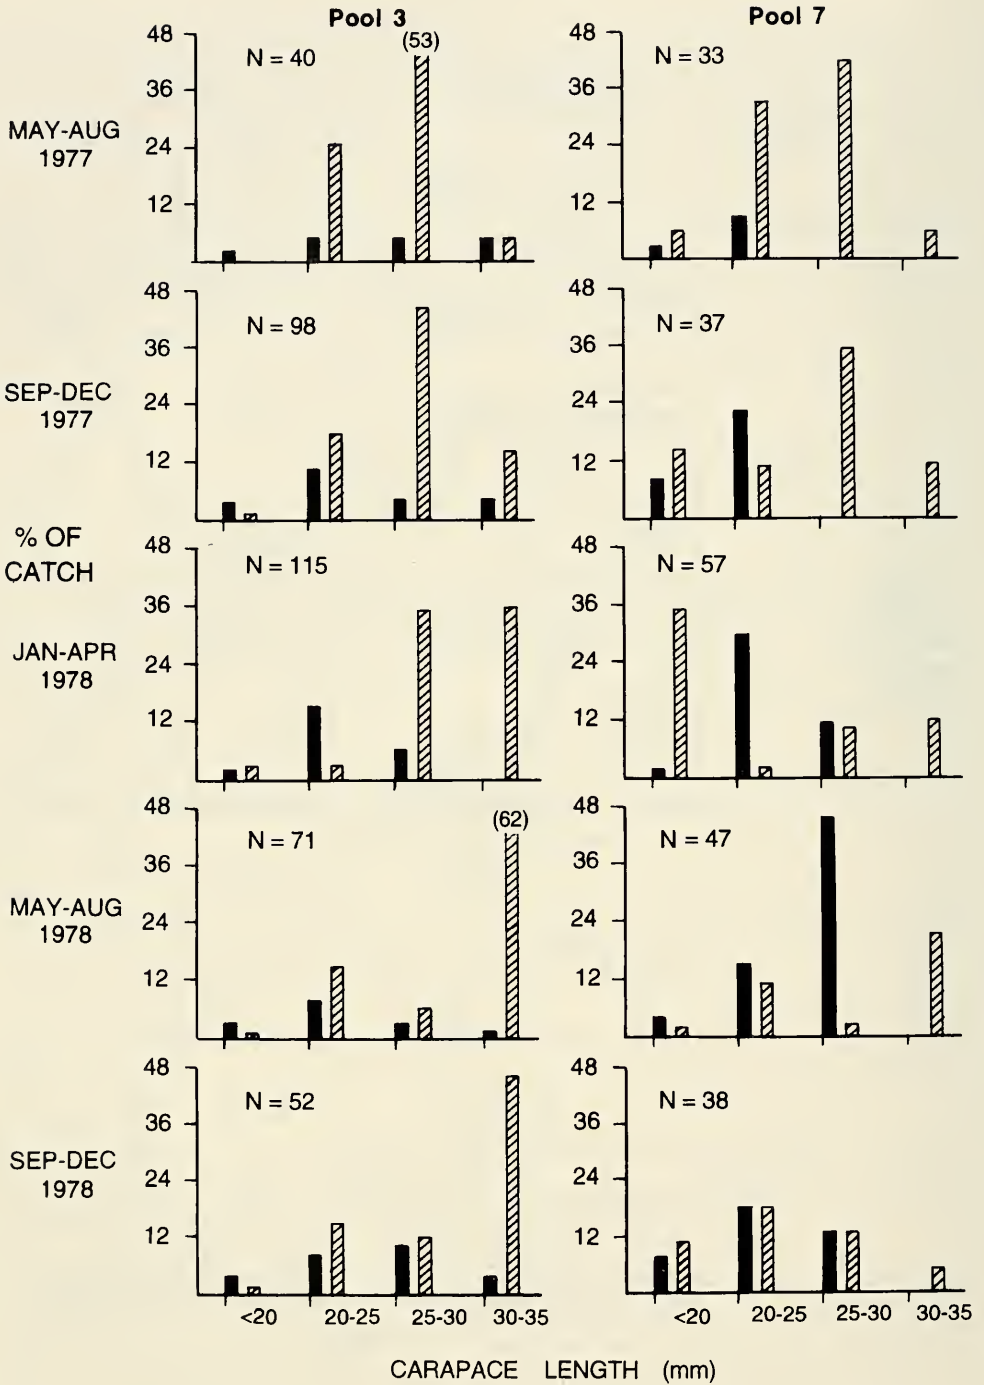 Pool 3
Pool 7
MAY-AUG
1977
48
36
24
12
N = 40
(53)
48
36
24
12
N = 33
SEP-DEC
1977
48
36
24
12
N = 98
48
36
24
12
N = 37
% OF
CATCH
JAN-APR
1978
48
36
24
12
N = 115
48
36
24
12
N = 57
MAY-AUG
1978
48
36
24
12
N = 71
(62)
48
36
24
12
N = 47
SEP-DEC
1978
48
36
24
12
N = 52
48
36
24
12
N = 38
<20 20-25 25-30 30-35
<20 20-25 25-30 30-35
CARAPACE LENGTH (mm)